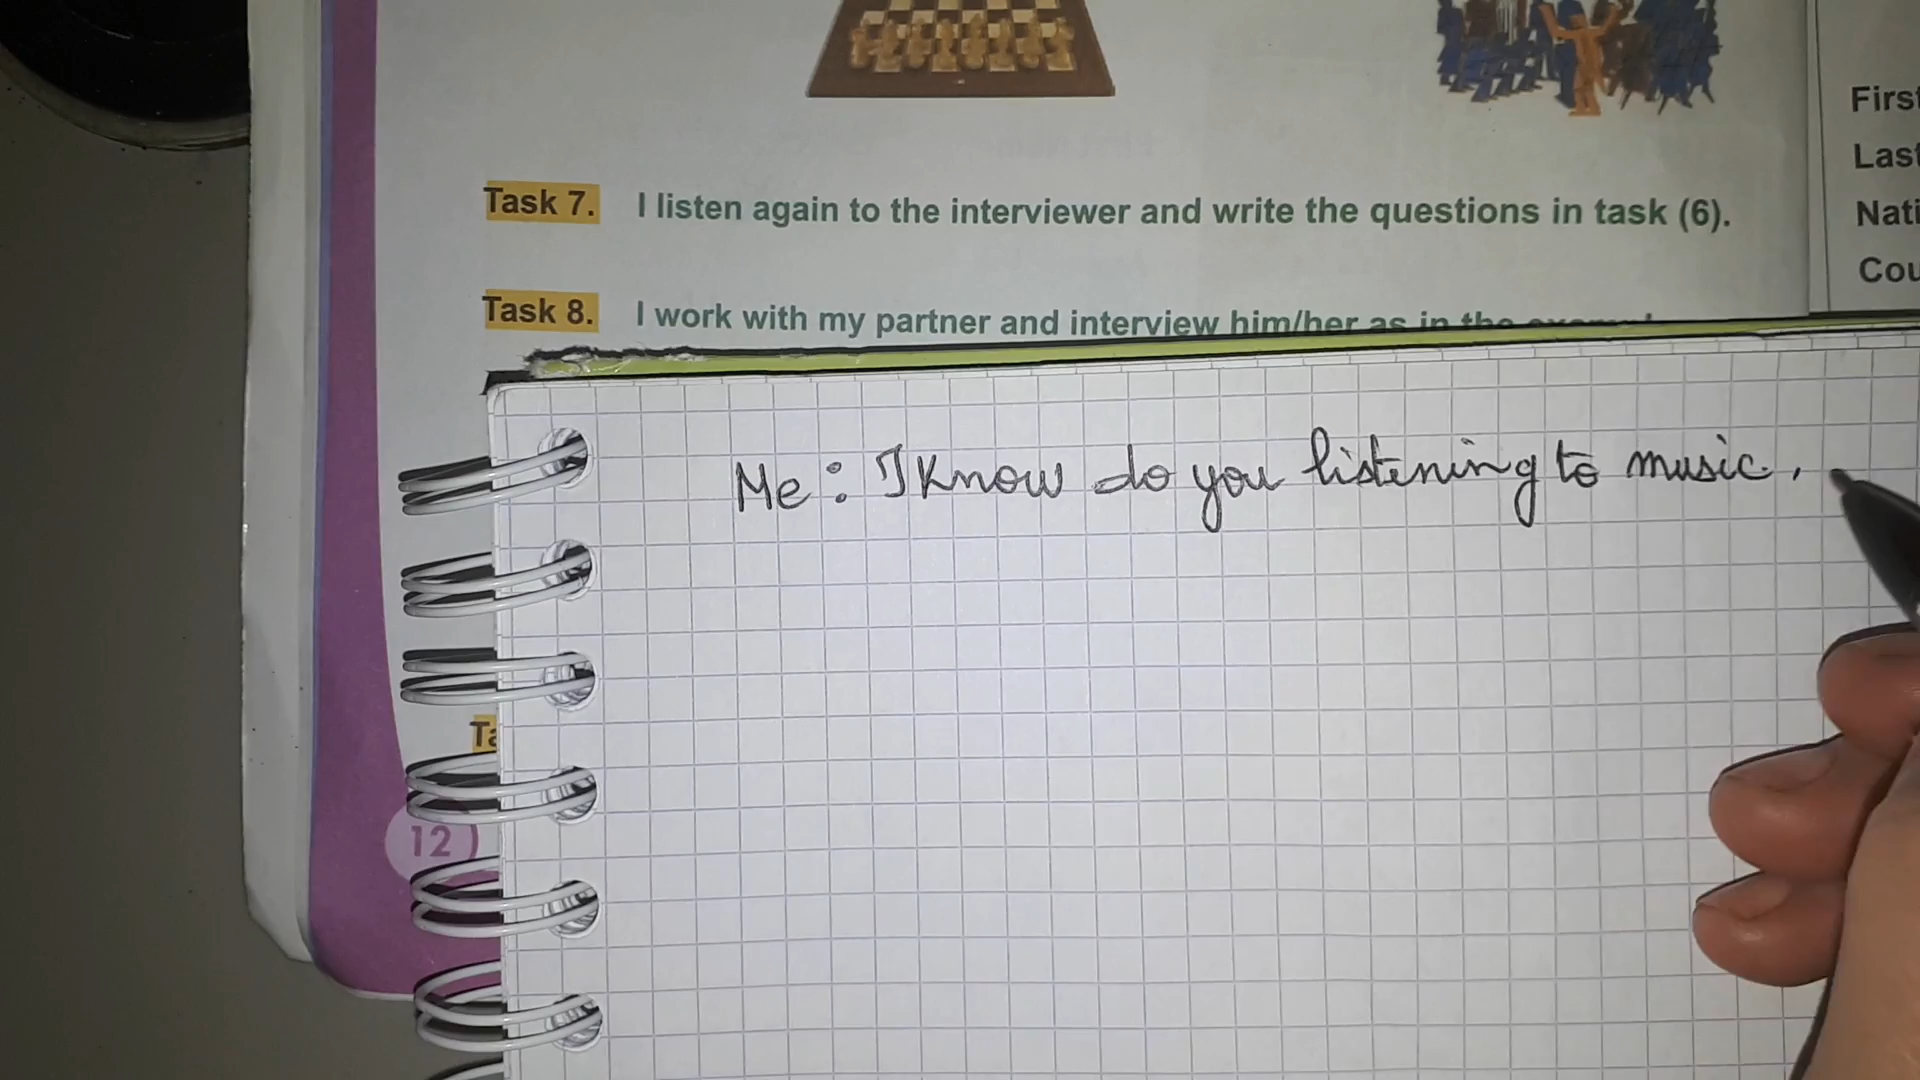 Task 7. I listen again to the interviewer and write the questions in task (6).
Task 8. I work with my partner and interview him/her as in the
Me: I Know do you listening to music.
12
First
Last
Nati
Cou